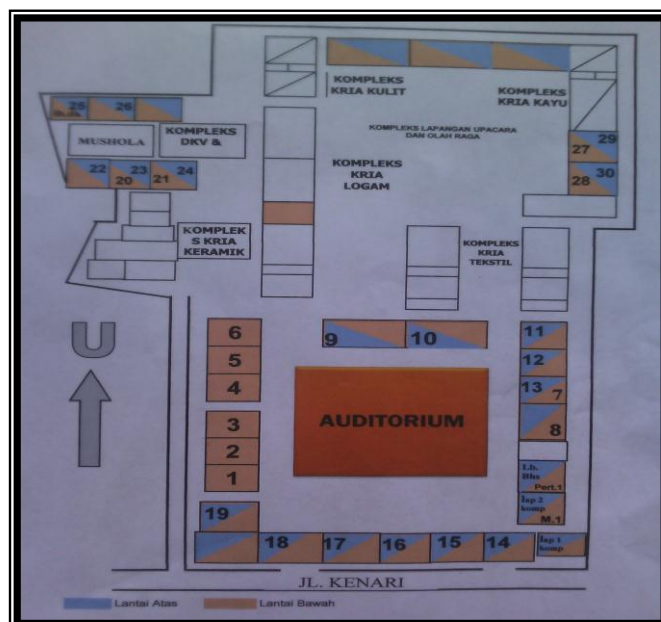 KOMPLEKS
KRIA KULIT
KOMPLEKS
KRIA KAYU
25
26
MUSHOLA
KOMPLEKS
DKV &
KOMPLEKS LAPANGAN UPACARA
DAN OLAH RAGA
KOMPLEKS
KRIA
LOGAM
29
27
30
28
22
23
20
24
21
KOMPLEK
S KRIA
KERAMIK
KOMPLEKS
KRIA
TEKSTIL
U
6
5
4
3
2
1
9
10
AUDITORIUM
11
12
13
7
8
Lb.
Bhs
Pert.1
lap 2
komp
M.1
19
18
17
16
15
14
lap 1
komp
JL. KENARI
Lantai Atas
Lantai Bawah